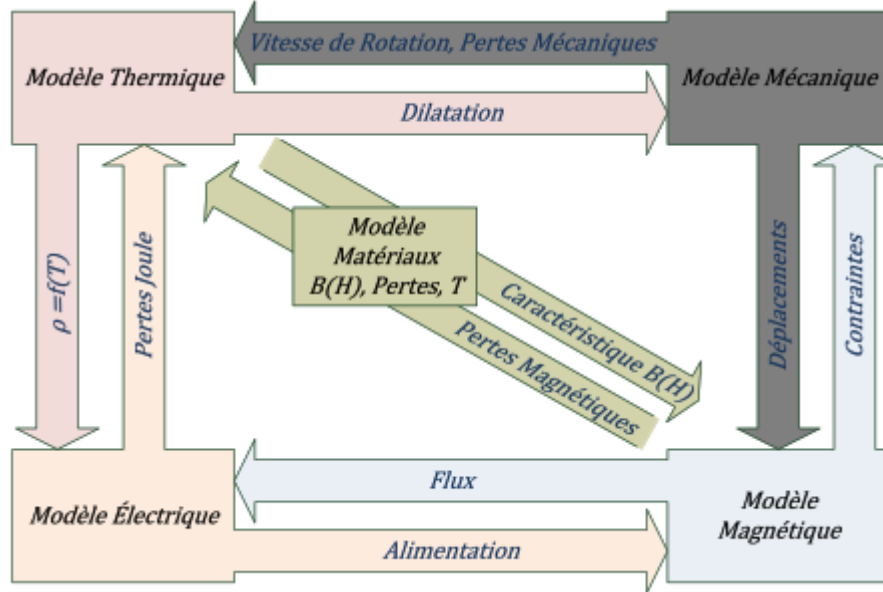 Vitesse de Rotation, Pertes Mécaniques
Modèle Thermique
Modèle Mécanique
Dilatation
Modèle
Matériaux
B(H), Pertes, T
ρ =f(T)
Pertes Joule
Caractéristique B(H)
Pertes Magnétiques
Déplacements
Contraintes
Flux
Modèle Électrique
Modèle
Magnétique
Alimentation